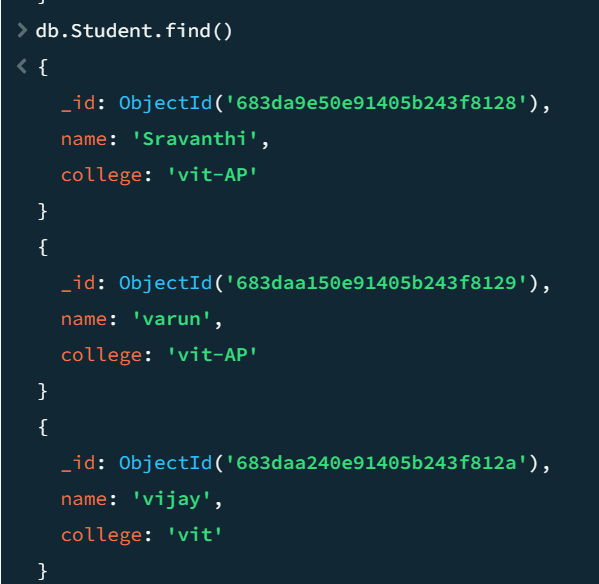 }
> db.Student.find()
< {
_id: ObjectId('683da9e50e91405b243f8128'),
name: 'Sravanthi',
college: 'vit-AP'
}
{
_id: ObjectId('683daa150e91405b243f8129'),
name: 'varun',
college: 'vit-AP'
}
{
_id: ObjectId('683daa240e91405b243f812a'),
name: 'vijay',
college: 'vit'
}